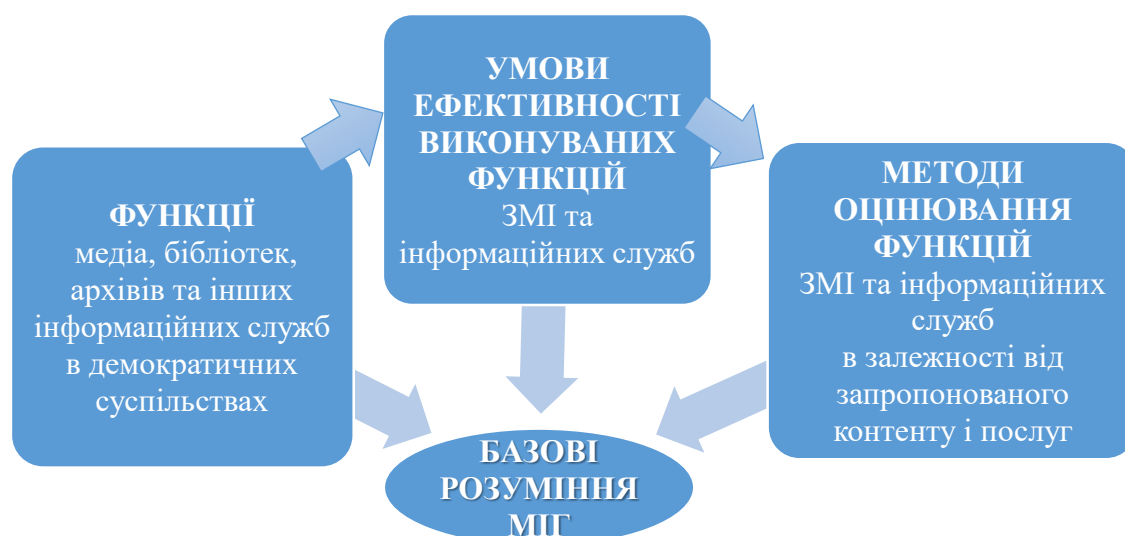 ФУНКЦІЇ
медіа, бібліотек,
архівів та інших
інформаційних служб
в демократичних
суспільствах
УМОВИ
ЕФЕКТИВНОСТІ
ВИКОНУВАНИХ
ФУНКЦІЙ
ЗМІ та
інформаційних служб
МЕТОДИ
ОЦІНЮВАННЯ
ФУНКЦІЙ
ЗМІ та інформаційних
служб
в залежності від
запропонованого
контенту і послуг
БАЗОВІ
РОЗУМІННЯ
МІГ